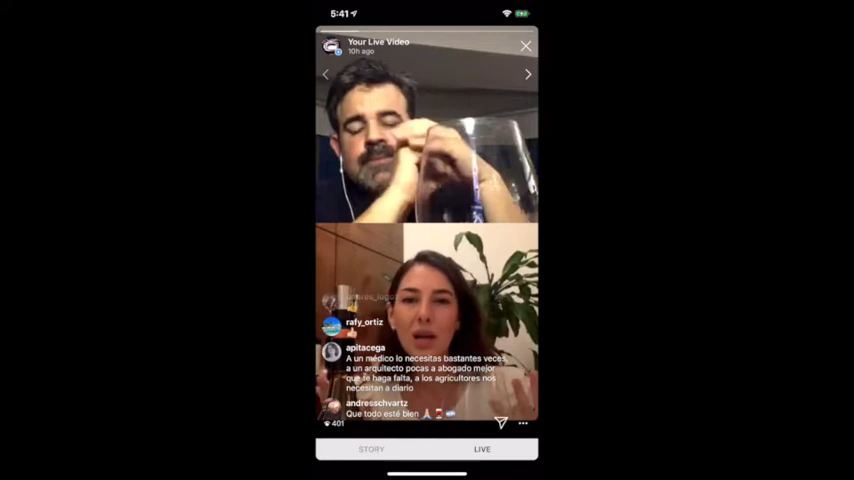 5:41
Your Live Video
10h ago
rafy_ortiz
apitacega
A un médico lo necesitas bastantes veces,
a un arquitecto pocas a abogado mejor
que te haga falta, a los agricultores nos
necesitan a diario
andresschvartz
Que todo esté bien 🙏🍷🇦🇷
401
STORY
LIVE